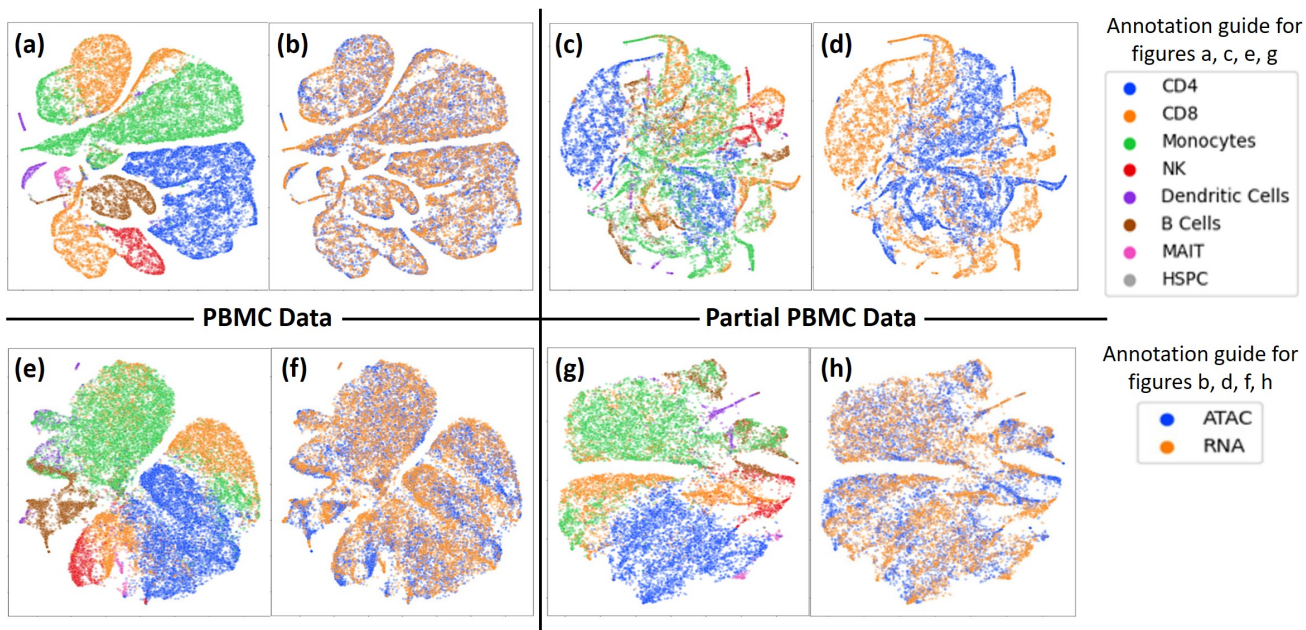 (a)
(b)
(c)
(d)
Annotation guide for
figures a, c, e, g
CD4
CD8
Monocytes
NK
Dendritic Cells
B Cells
MAIT
HSPC
PBMC Data
Partial PBMC Data
(e)
(f)
(g)
(h)
Annotation guide for
figures b, d, f, h
ATAC
RNA